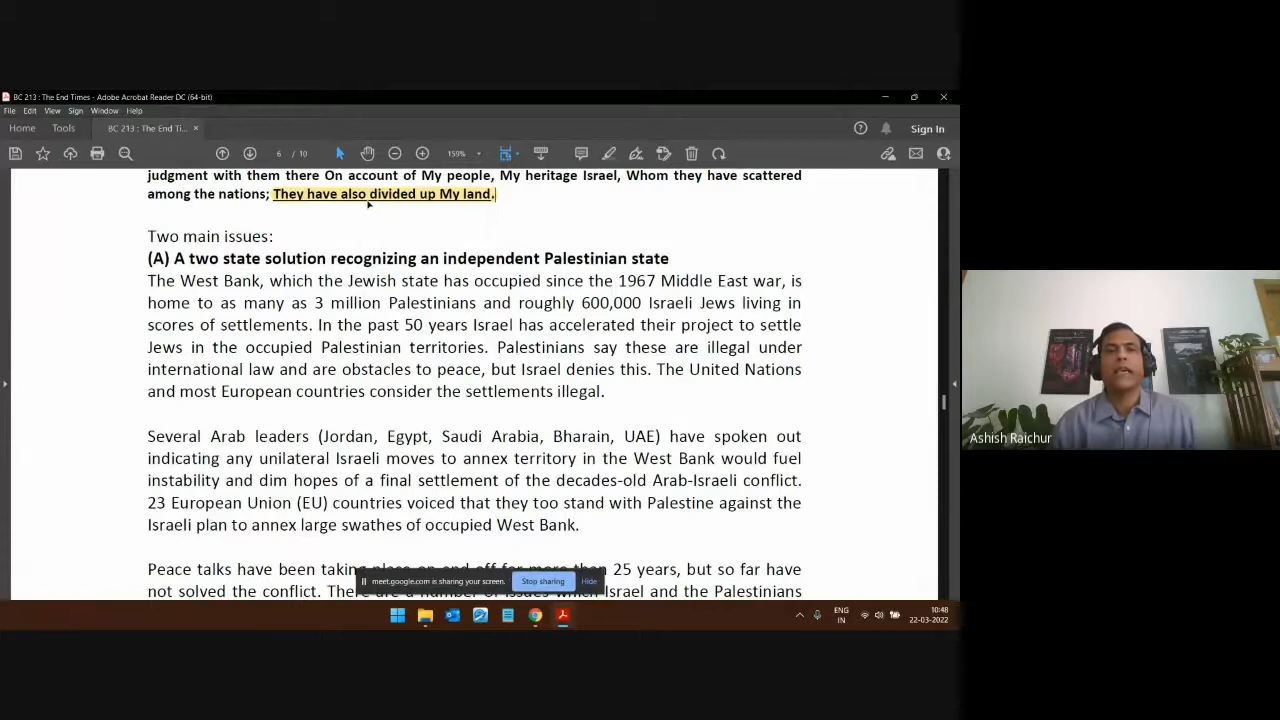 BC 213 : The End Times - Adobe Acrobat Reader DC (64-bit)
File Edit View Sign Window Help
Home Tools BC 213 : The End Ti... × Sign In
6 / 10 159%
judgment with them there On account of My people, My heritage Israel, Whom they have scattered
among the nations; They have also divided up My land.
Two main issues:
(A) A two state solution recognizing an independent Palestinian state
The West Bank, which the Jewish state has occupied since the 1967 Middle East war, is
home to as many as 3 million Palestinians and roughly 600,000 Israeli Jews living in
scores of settlements. In the past 50 years Israel has accelerated their project to settle
Jews in the occupied Palestinian territories. Palestinians say these are illegal under
international law and are obstacles to peace, but Israel denies this. The United Nations
and most European countries consider the settlements illegal.
Several Arab leaders (Jordan, Egypt, Saudi Arabia, Bharain, UAE) have spoken out
indicating any unilateral Israeli moves to annex territory in the West Bank would fuel
instability and dim hopes of a final settlement of the decades-old Arab-Israeli conflict.
23 European Union (EU) countries voiced that they too stand with Palestine against the
Israeli plan to annex large swathes of occupied West Bank.
Peace talks have been taking place on and off for more than 25 years, but so far have
not solved the conflict. There are a number of issues which Israel and the Palestinians
meet.google.com is sharing your screen. Stop sharing Hide
Ashish Raichur
ENG
IN
10:48
22-03-2022